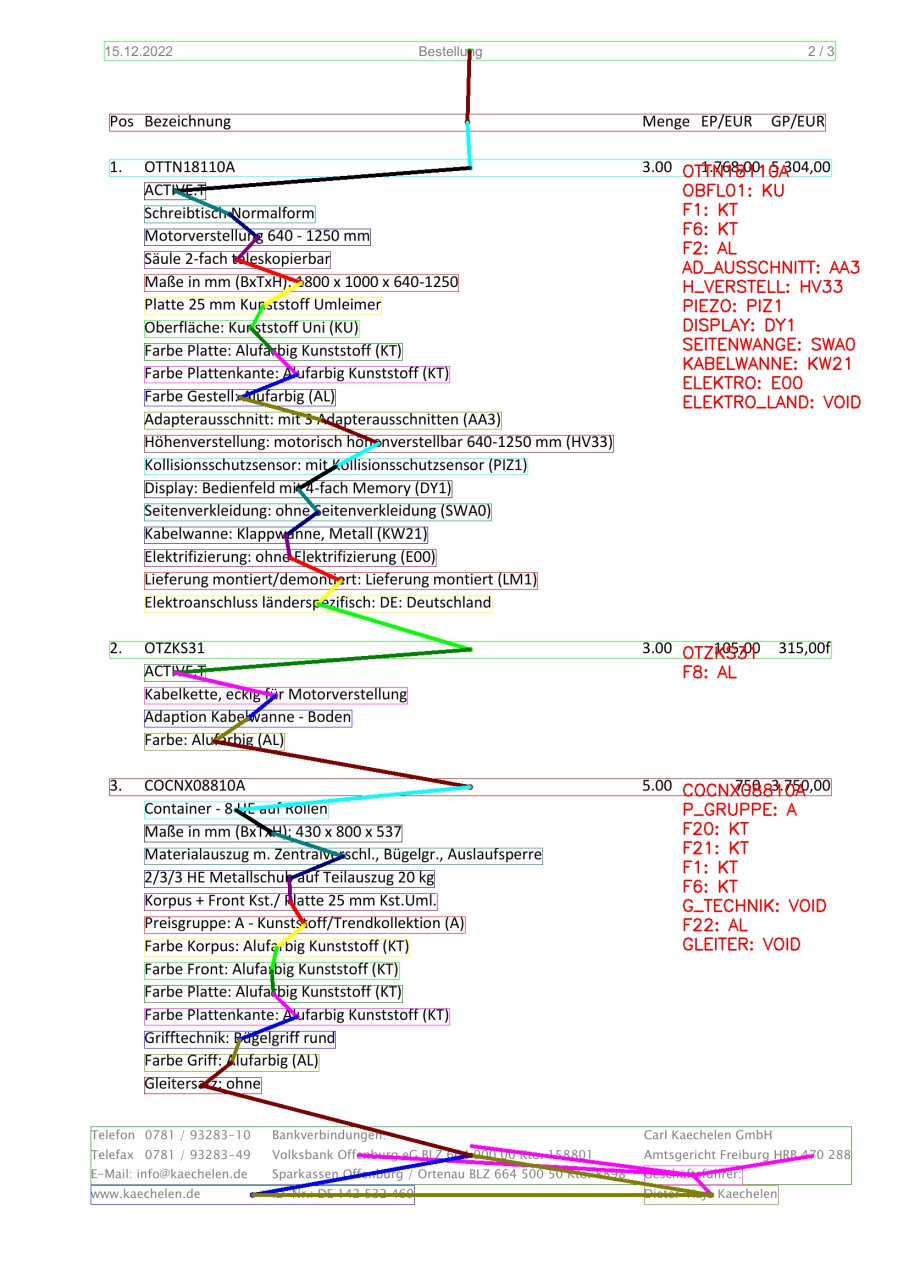 15.12.2022 Bestellung 2 / 3
Pos Bezeichnung Menge EP/EUR GP/EUR
1. OTTN18110A 3.00 1.768,00 5.304,00
OTTN18110A
ACTIVE.T
OBFL01: KU
Schreibtisch Normalform
F1: KT
Motorverstellung 640 - 1250 mm
F6: KT
Säule 2-fach teleskopierbar
F2: AL
AD_AUSSCHNITT: AA3
Maße in mm (BxTxH): 1800 x 1000 x 640-1250
H_VERSTELL: HV33
Platte 25 mm Kunststoff Umleimer
PIEZO: PIZ1
Oberfläche: Kunststoff Uni (KU)
DISPLAY: DY1
Farbe Platte: Alufarbig Kunststoff (KT)
SEITENWANGE: SWA0
Farbe Plattenkante: Alufarbig Kunststoff (KT)
KABELWANNE: KW21
ELEKTRO: E00
Farbe Gestell: Alufarbig (AL)
ELEKTRO_LAND: VOID
Adapterausschnitt: mit 3 Adapterausschnitten (AA3)
Höhenverstellung: motorisch höhenverstellbar 640-1250 mm (HV33)
Kollisionsschutzsensor: mit Kollisionsschutzsensor (PIZ1)
Display: Bedienfeld mit 4-fach Memory (DY1)
Seitenverkleidung: ohne Seitenverkleidung (SWA0)
Kabelwanne: Klappwanne, Metall (KW21)
Elektrifizierung: ohne Elektrifizierung (E00)
Lieferung montiert/demontiert: Lieferung montiert (LM1)
Elektroanschluss länderspezifisch: DE: Deutschland
2. OTZKS31 3.00 105,00 315,00f
OTZKS31
ACTIVE.T
F8: AL
Kabelkette, eckig für Motorverstellung
Adaption Kabelwanne - Boden
Farbe: Alufarbig (AL)
3. COCNX08810A 5.00 750 3.750,00
COCNX08810A
Container - 8 HE auf Rollen
P_GRUPPE: A
Maße in mm (BxTxH): 430 x 800 x 537
F20: KT
Materialauszug m. Zentralverschl., Bügelgr., Auslaufsperre
F21: KT
F1: KT
2/3/3 HE Metallschub auf Teilauszug 20 kg
F6: KT
Korpus + Front Kst./ Platte 25 mm Kst.Uml.
G_TECHNIK: VOID
Preisgruppe: A - Kunststoff/Trendkollektion (A)
F22: AL
Farbe Korpus: Alufarbig Kunststoff (KT)
GLEITER: VOID
Farbe Front: Alufarbig Kunststoff (KT)
Farbe Platte: Alufarbig Kunststoff (KT)
Farbe Plattenkante: Alufarbig Kunststoff (KT)
Grifftechnik: Bügelgriff rund
Farbe Griff: Alufarbig (AL)
Gleitersatz: ohne
Telefon 0781 / 93283-10 Bankverbindungen: Carl Kaechelen GmbH
Telefax 0781 / 93283-49 Volksbank Offenburg eG BLZ 158801 Amtsgericht Freiburg HRB 470 288
E-Mail: info@kaechelen.de Sparkassen Offenburg / Ortenau BLZ 664 500 50 Geschäftsführer:
www.kaechelen.de ID-Nr.: DE 142 532 460 Dieter Kaechelen